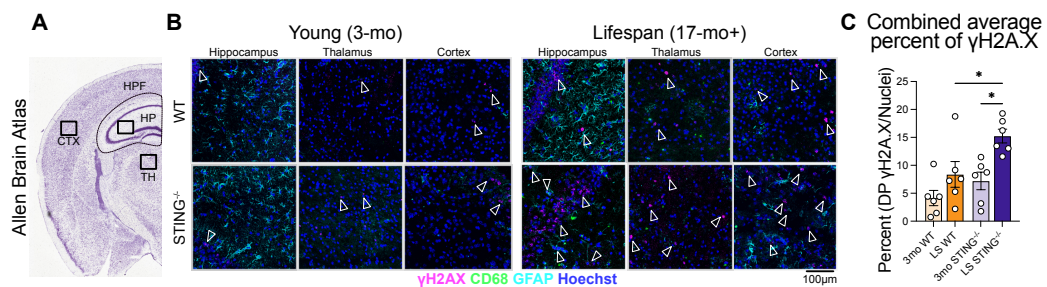 A
Allen Brain Atlas
HPF
HP
CTX
TH
B
Young (3-mo)
Lifespan (17-mo+)
Hippocampus
Thalamus
Cortex
Hippocampus
Thalamus
Cortex
WT
STING⁻/⁻
γH2AX CD68 GFAP Hoechst
100μm
C
Combined average
percent of γH2A.X
Percent (DP γH2A.X/Nuclei)
25
20
15
10
5
0
*
*
3mo WT
LS WT
3mo STING⁻/⁻
LS STING⁻/⁻